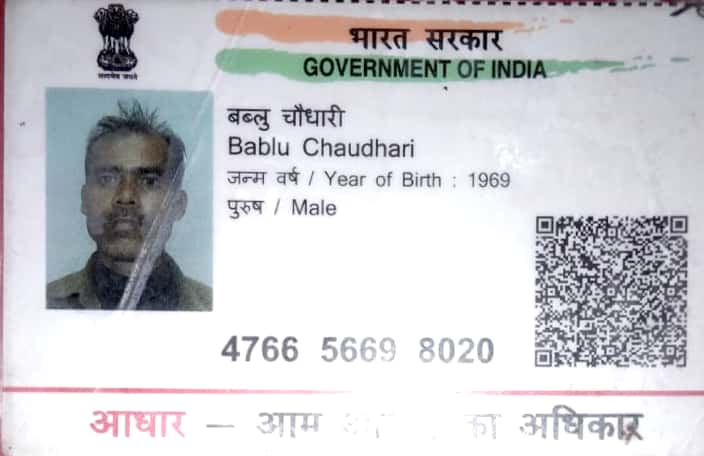 भारत सरकार
GOVERNMENT OF INDIA
सत्यमेव जयते
बब्लु चौधारी
Bablu Chaudhari
जन्म वर्ष / Year of Birth : 1969
पुरुष / Male
4766 5669 8020
आधार — आम का अधिकार